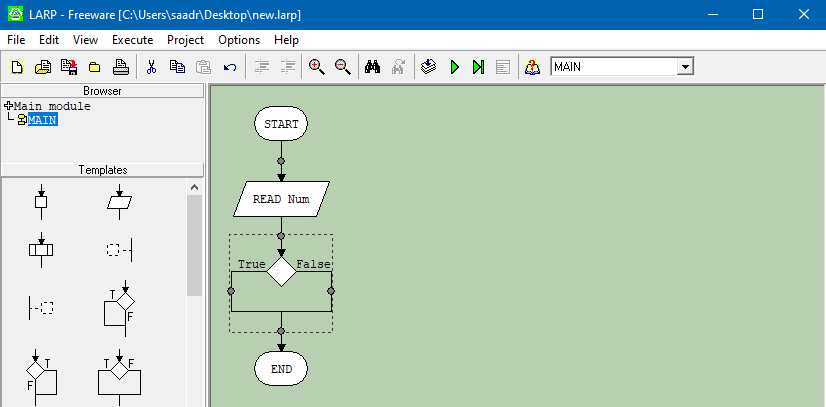 LARP - Freeware [C:\Users\saadr\Desktop\new.larp]
File Edit View Execute Project Options Help
MAIN
Browser
Main module
MAIN
Templates
T
F
T
F
T F
START
READ Num
True False
END